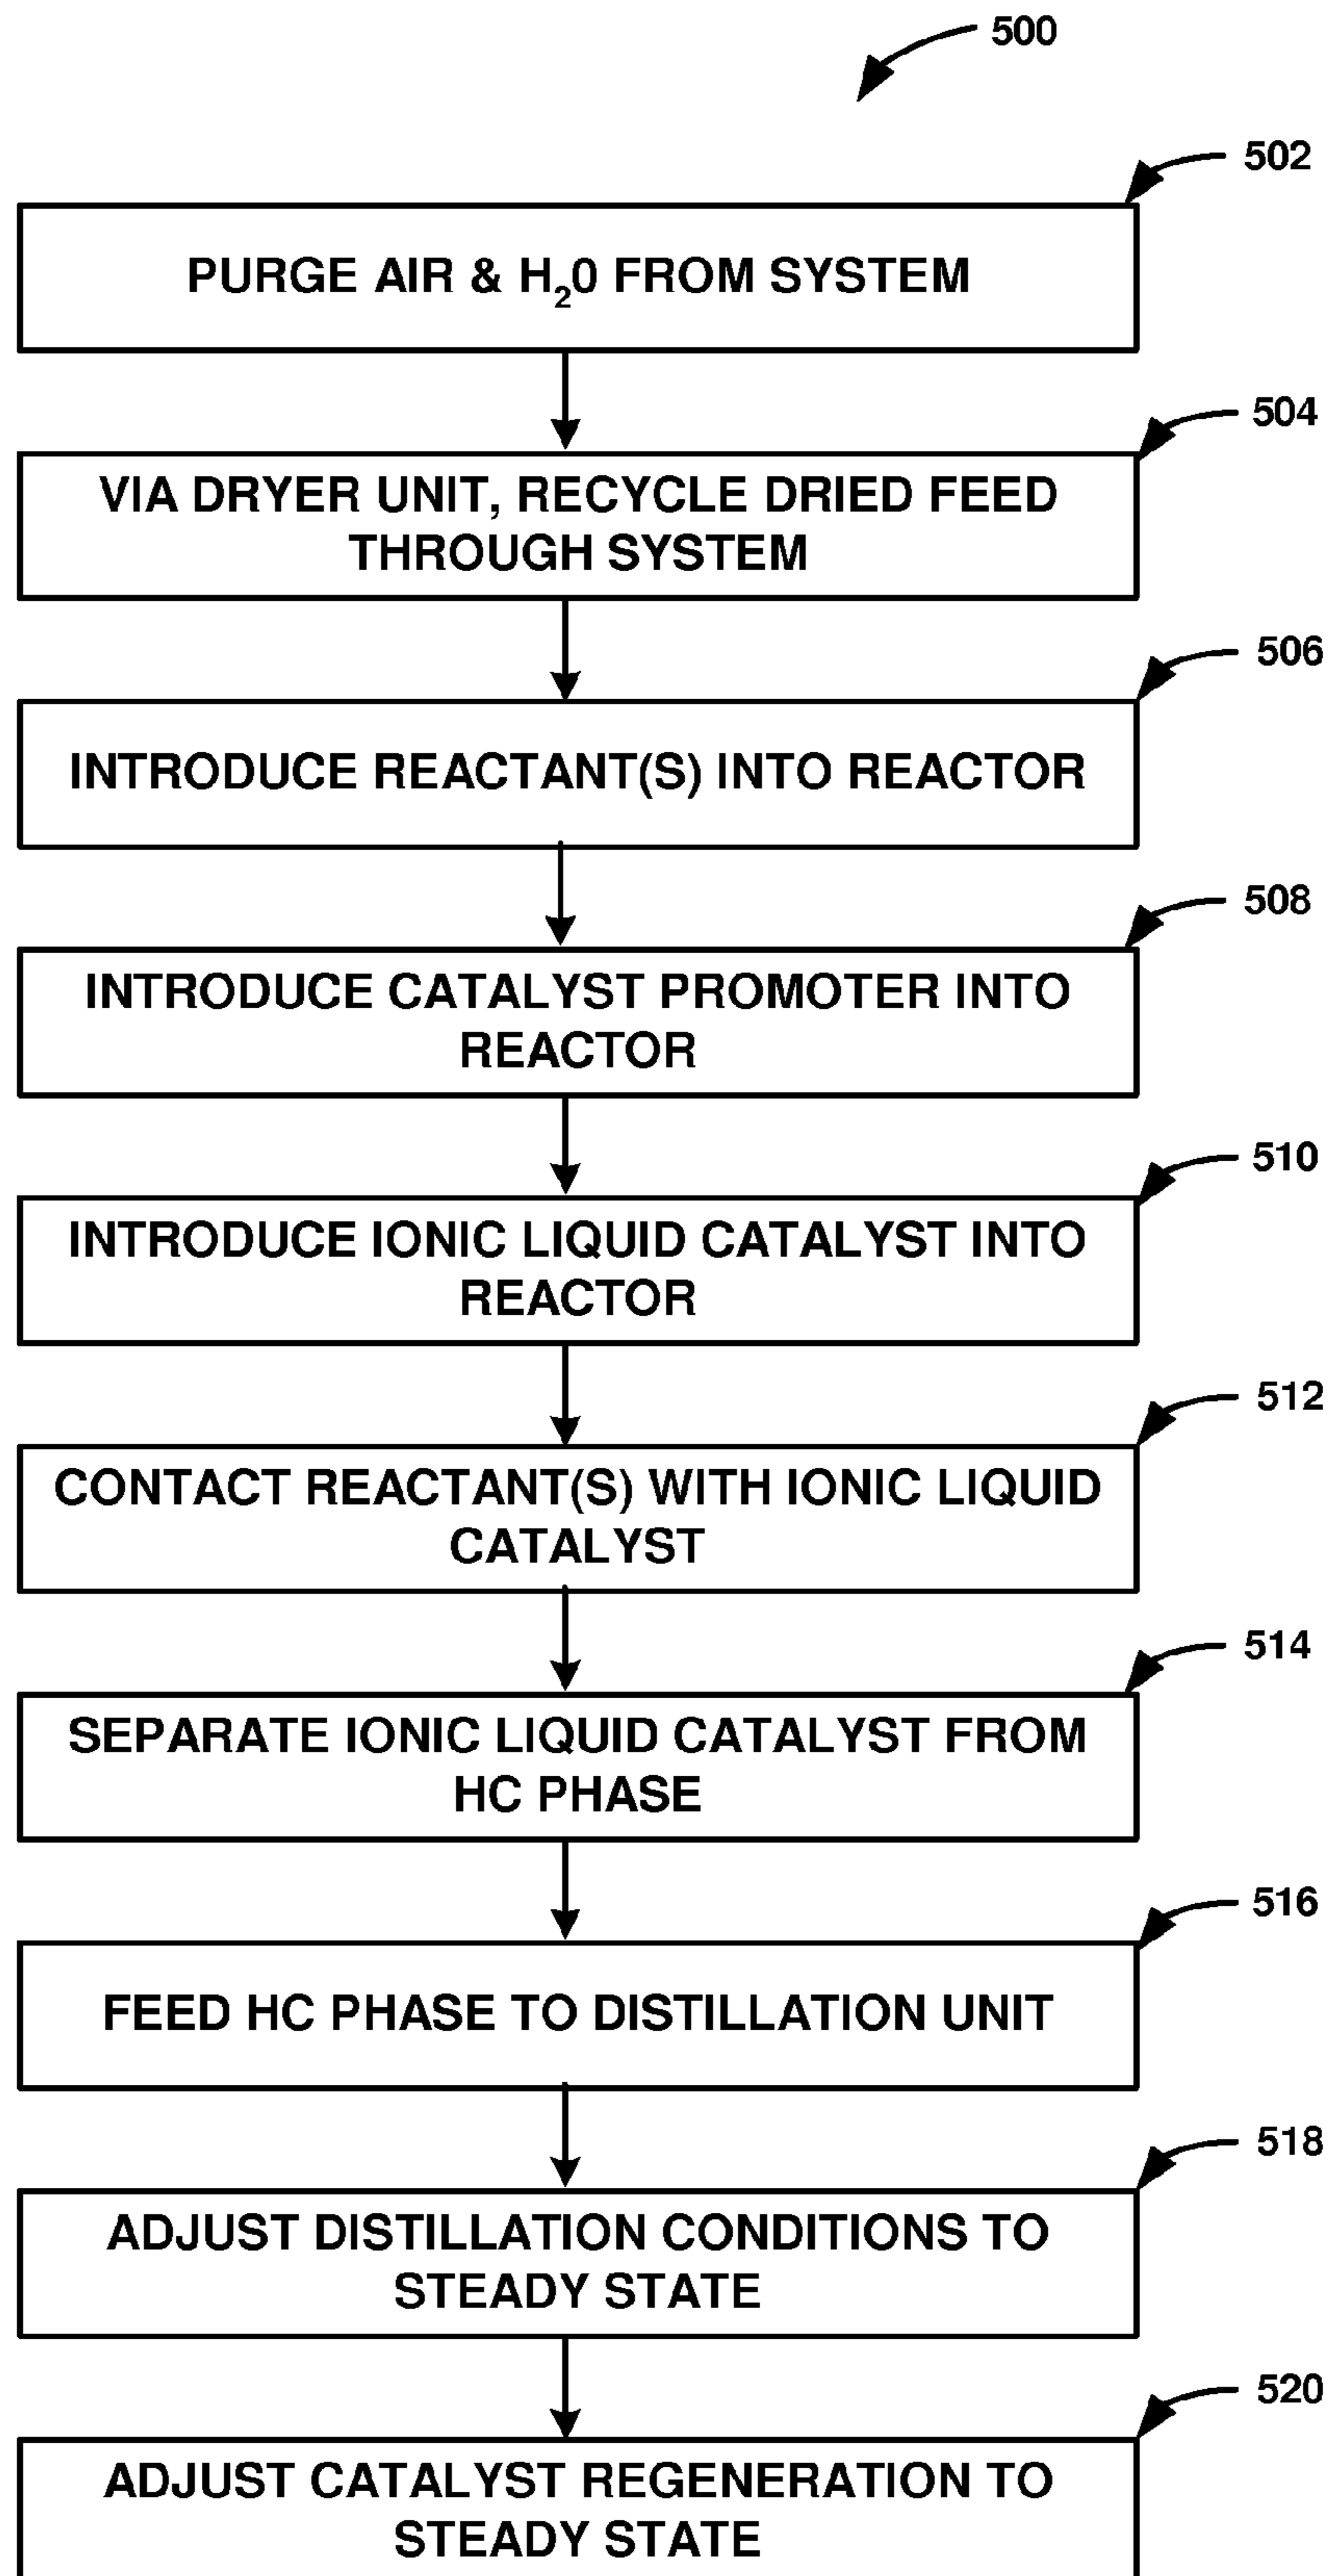 500
502
PURGE AIR & H₂0 FROM SYSTEM
504
VIA DRYER UNIT, RECYCLE DRIED FEED
THROUGH SYSTEM
506
INTRODUCE REACTANT(S) INTO REACTOR
508
INTRODUCE CATALYST PROMOTER INTO
REACTOR
510
INTRODUCE IONIC LIQUID CATALYST INTO
REACTOR
512
CONTACT REACTANT(S) WITH IONIC LIQUID
CATALYST
514
SEPARATE IONIC LIQUID CATALYST FROM
HC PHASE
516
FEED HC PHASE TO DISTILLATION UNIT
518
ADJUST DISTILLATION CONDITIONS TO
STEADY STATE
520
ADJUST CATALYST REGENERATION TO
STEADY STATE